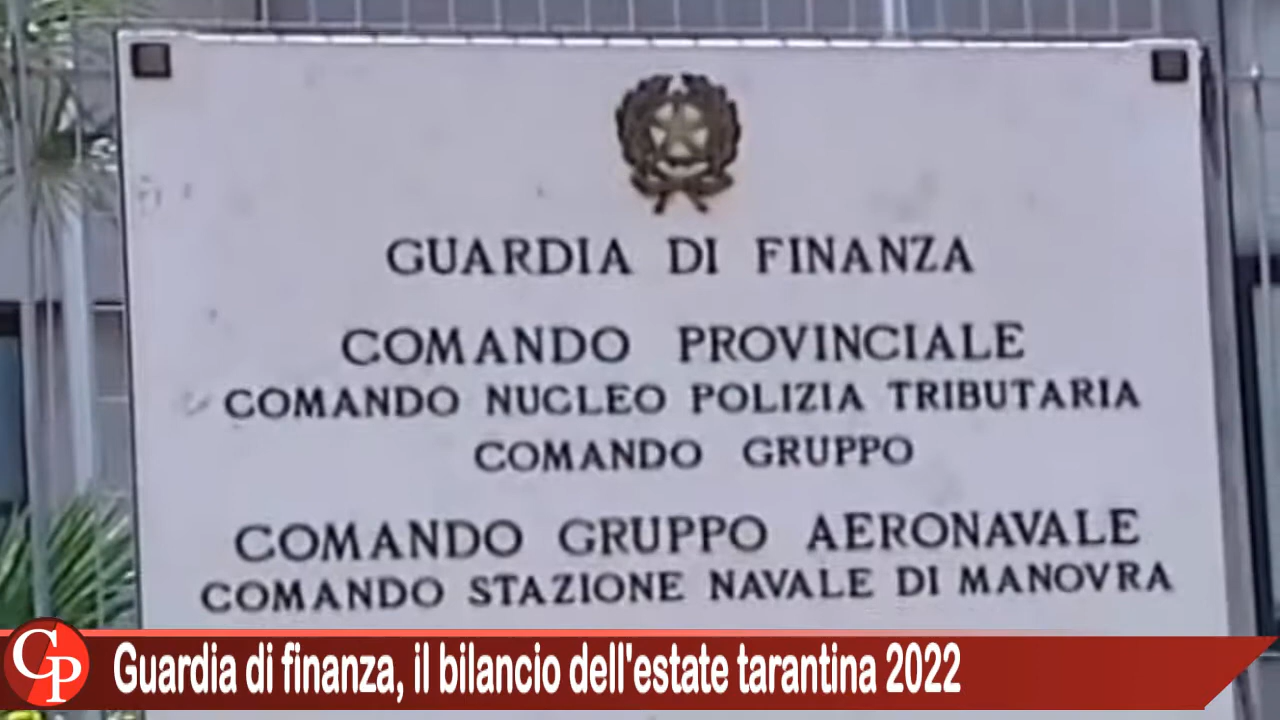 GUARDIA DI FINANZA
COMANDO PROVINCIALE
COMANDO NUCLEO POLIZIA TRIBUTARIA
COMANDO GRUPPO
COMANDO GRUPPO AERONAVALE
COMANDO STAZIONE NAVALE DI MANOVRA
CP Guardia di finanza, il bilancio dell'estate tarantina 2022